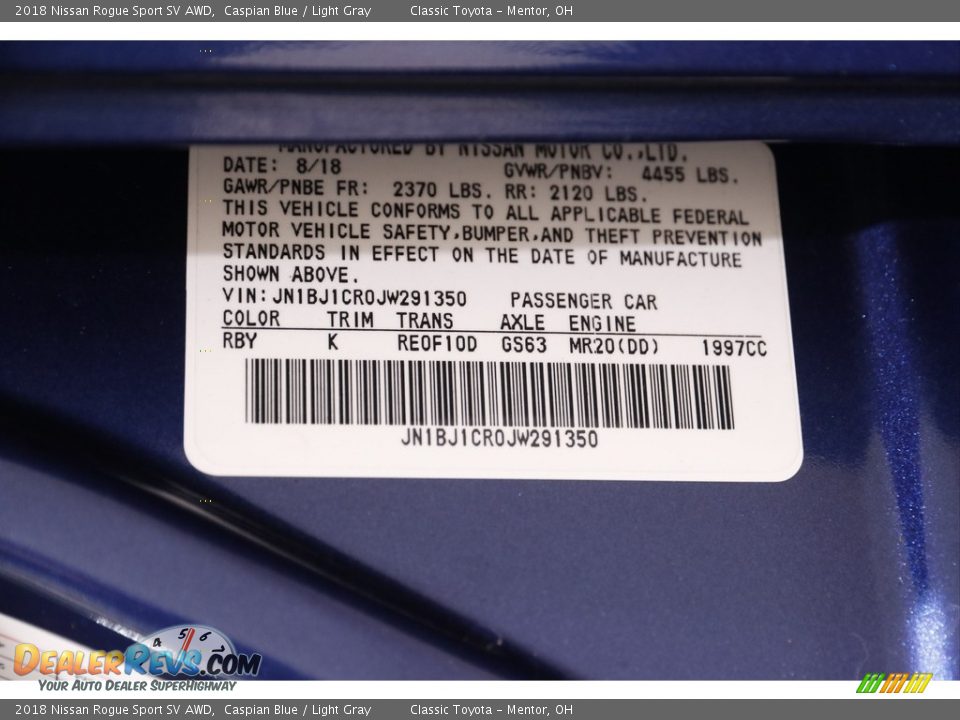 2018 Nissan Rogue Sport SV AWD,  Caspian Blue / Light Gray    Classic Toyota – Mentor, OH
MANUFACTURED BY NISSAN MOTOR CO.,LTD.
DATE: 8/18    GVWR/PNBV:    4455 LBS.
GAWR/PNBE FR:  2370 LBS. RR: 2120 LBS.
THIS VEHICLE CONFORMS TO ALL APPLICABLE FEDERAL
MOTOR VEHICLE SAFETY,BUMPER,AND THEFT PREVENTION
STANDARDS IN EFFECT ON THE DATE OF MANUFACTURE
SHOWN ABOVE.
VIN:JN1BJ1CR0JW291350    PASSENGER CAR
COLOR  TRIM  TRANS  AXLE  ENGINE
RBY  K  RE0F10D  GS63  MR20(DD)  1997CC
JN1BJ1CR0JW291350
4 5 6
DEALERREVS.COM
YOUR AUTO DEALER SUPERHIGHWAY
2018 Nissan Rogue Sport SV AWD,  Caspian Blue / Light Gray    Classic Toyota – Mentor, OH